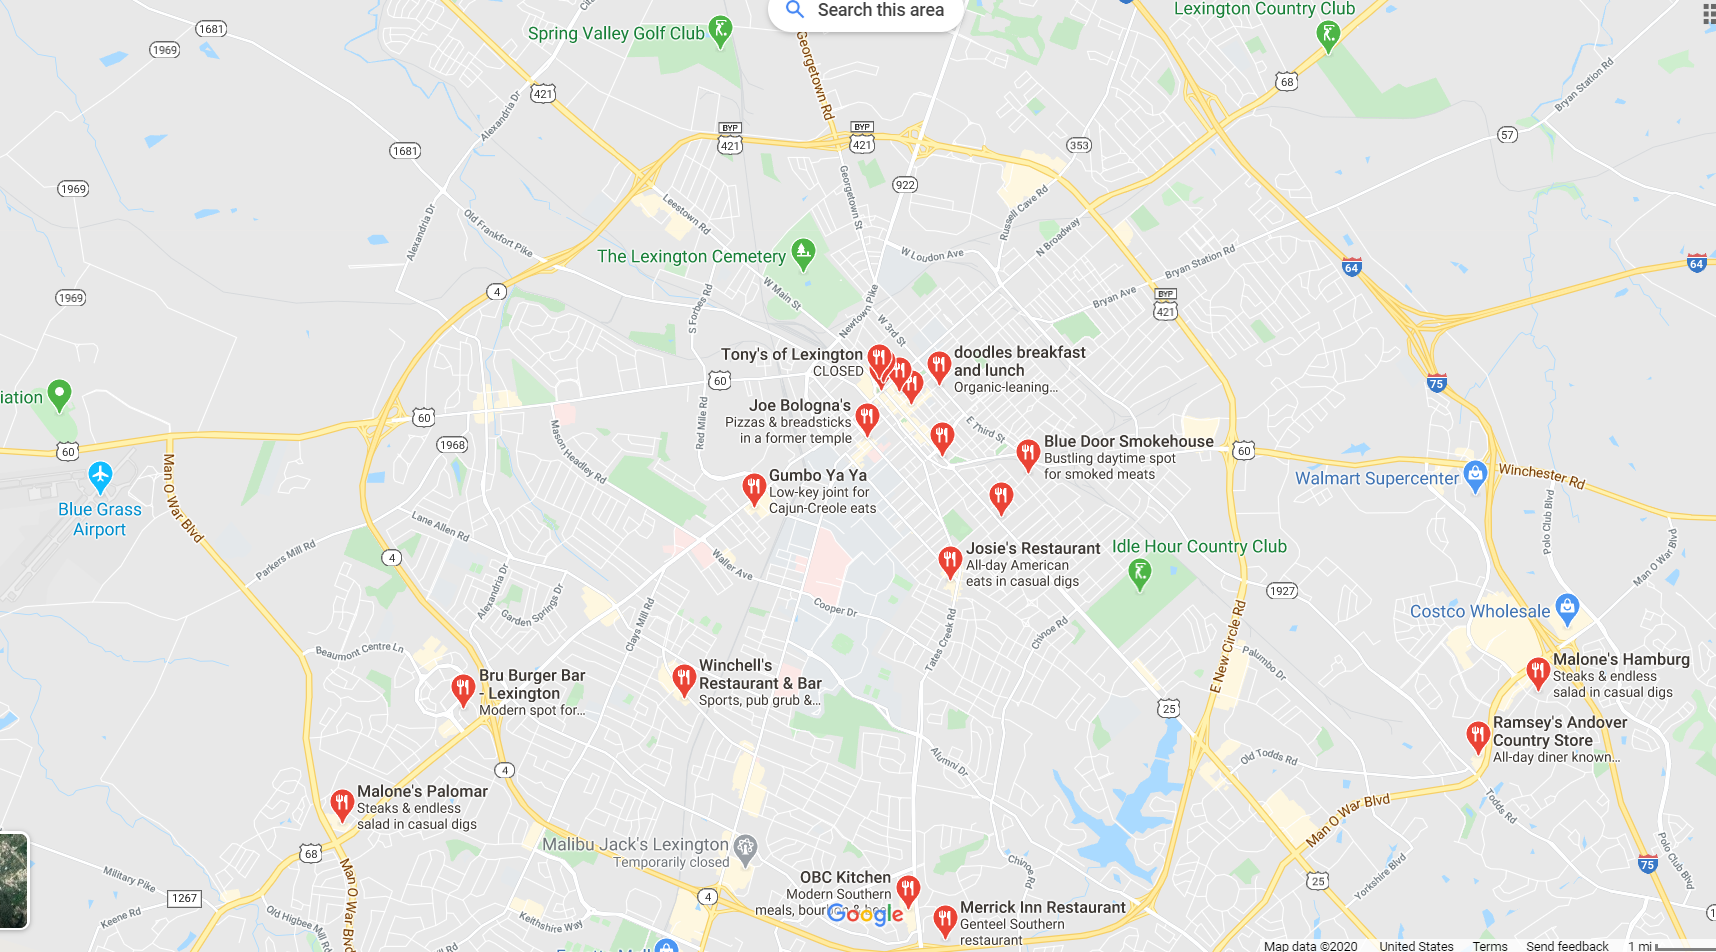 Search this area
Lexington Country Club
Spring Valley Golf Club
1681
1969
Georgetown Rd
68
421
Alexandria Dr
Bryan Station Rd
57
BYP
421
BYP
421
353
1681
922
1969
Georgetown St
Leestown Rd
Russell Cave Rd
Old Frankfort Pike
Alexandria Dr
N Broadway
W Loudon Ave
The Lexington Cemetery
Bryan Station Rd
64
64
W Main St
4
1969
S Forbes Rd
Newtown Pike
Bryan Ave
BYP
421
W 3rd St
Tony's of Lexington
CLOSED
doodles breakfast
and lunch
Organic-leaning...
60
75
iation
Joe Bologna's
Pizzas & breadsticks
in a former temple
60
Red Mile Rd
E Third St
1968
60
Mason Headley Rd
Blue Door Smokehouse
Bustling daytime spot
for smoked meats
60
Winchester Rd
Walmart Supercenter
Man O War Blvd
Gumbo Ya Ya
Low-key joint for
Cajun-Creole eats
Blue Grass
Airport
Lane Allen Rd
Polo Club Blvd
Man O War Blvd
Parkers Mill Rd
4
Waller Ave
Josie's Restaurant
All-day American
eats in casual digs
Idle Hour Country Club
Alexandria Dr
Garden Springs Dr
1927
Cooper Dr
Costco Wholesale
Clays Mill Rd
Tates Creek Rd
Chinoe Rd
E New Circle Rd
Beaumont Centre Ln
Palumbo Dr
Bru Burger Bar
- Lexington
Modern spot for...
Winchell's
Restaurant & Bar
Sports, pub grub &...
Malone's Hamburg
Steaks & endless
salad in casual digs
25
Ramsey's Andover
Country Store
All-day diner known...
Alumni Dr
Old Todds Rd
4
Malone's Palomar
Steaks & endless
salad in casual digs
Man O War Blvd
Todds Rd
68
Malibu Jack's Lexington
Temporarily closed
Chinoe Rd
Yorkshire Blvd
Polo Club Blvd
75
Military Pike
OBC Kitchen
Modern Southern
25
1267
Keene Rd
Old Higbee Mill Rd
Man O War Blvd
Keithshire Way
4
Google
Merrick Inn Restaurant
Genteel Southern
restaurant
Map data ©2020
United States
Terms
Send feedback
1 mi